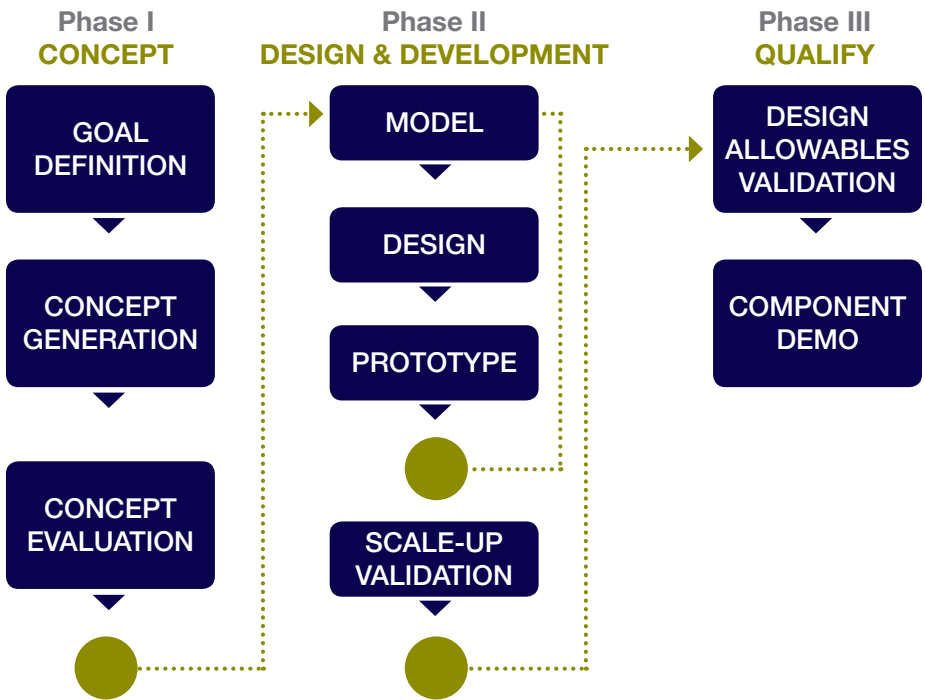 Phase I
CONCEPT
GOAL
DEFINITION
CONCEPT
GENERATION
CONCEPT
EVALUATION
Phase II
DESIGN & DEVELOPMENT
MODEL
DESIGN
PROTOTYPE
SCALE-UP
VALIDATION
Phase III
QUALIFY
DESIGN
ALLOWABLES
VALIDATION
COMPONENT
DEMO